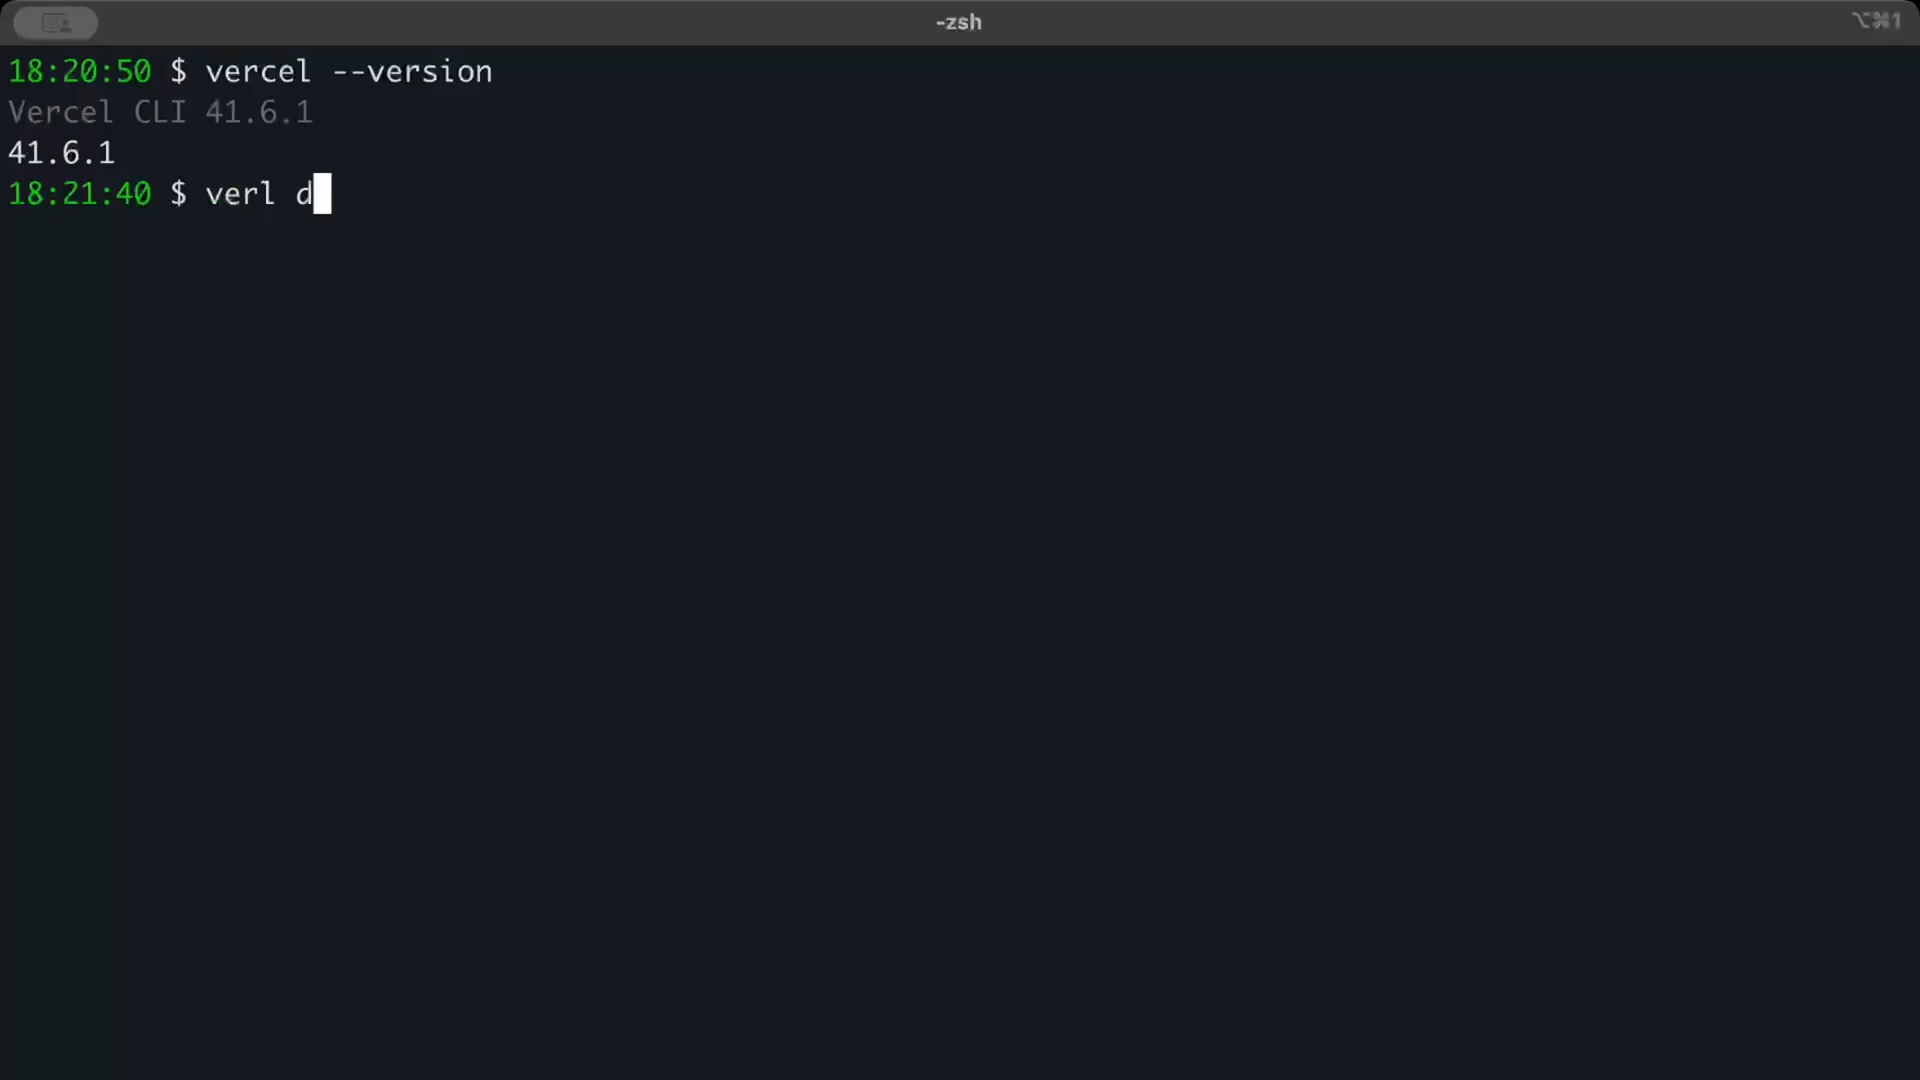 -zsh
⌥⌘1
18:20:50 $ vercel --version
Vercel CLI 41.6.1
41.6.1
18:21:40 $ verl d